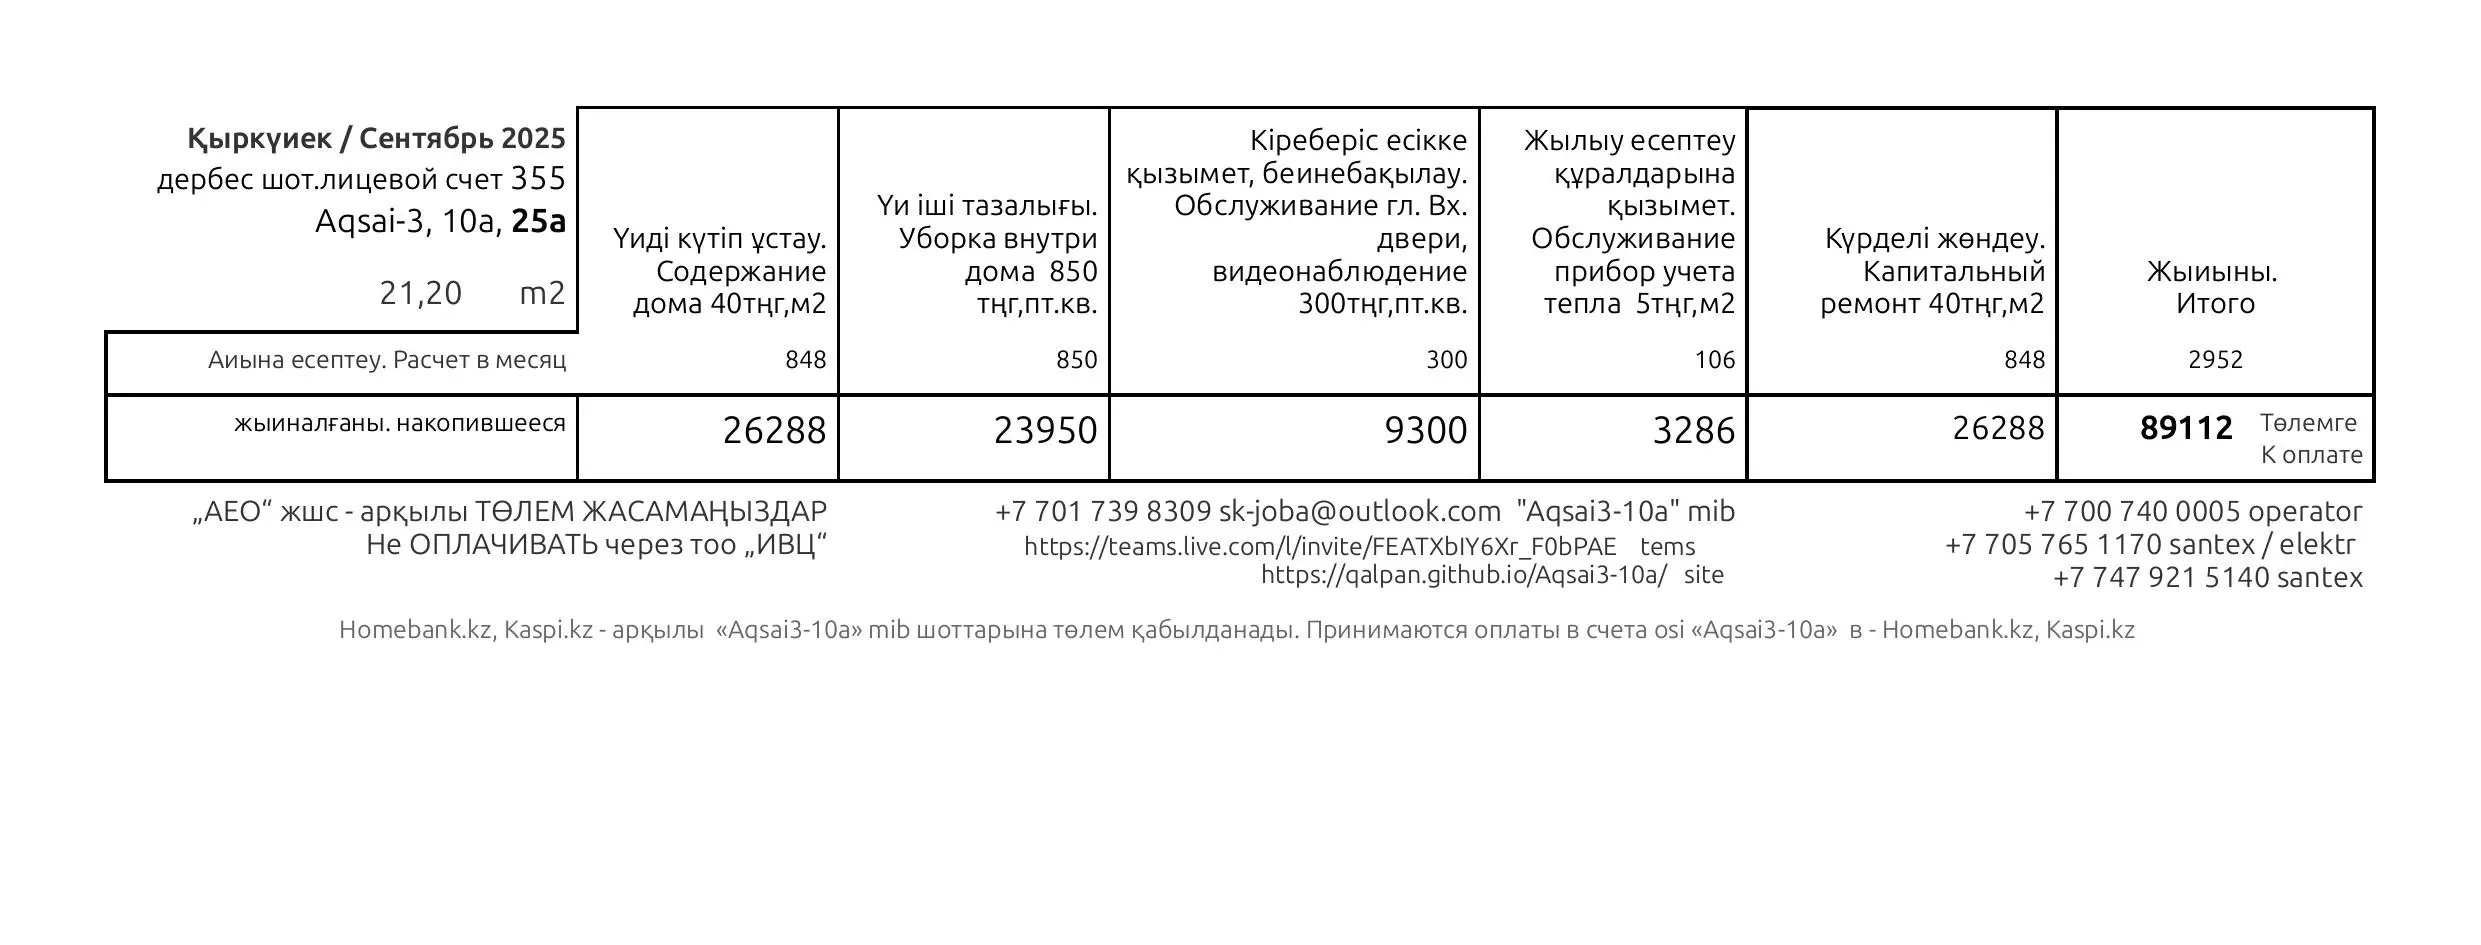 Қыркүиек / Сентябрь 2025
дербес шот.лицевой счет 355
Aqsai-3, 10a, 25a
21,20 m2
Үиді күтіп ұстау.
Содержание
дома 40тңг,м2
Үи іші тазалығы.
Уборка внутри
дома 850
тңг,пт.кв.
Кіреберіс есікке
қызымет, беинебақылау.
Обслуживание гл. Вх.
двери,
видеонаблюдение
300тңг,пт.кв.
Жылыу есептеу
құралдарына
қызымет.
Обслуживание
прибор учета
тепла 5тңг,м2
Күрделі жөндеу.
Капитальный
ремонт 40тңг,м2
Жыиыны.
Итого
Аиына есептеу. Расчет в месяц 848 850 300 106 848 2952
жыиналғаны. накопившееся 26288 23950 9300 3286 26288 89112 Төлемге
К оплате
„АЕО“ жшс - арқылы ТӨЛЕМ ЖАСАМАҢЫЗДАР
Не ОПЛАЧИВАТЬ через тоо „ИВЦ“
+7 701 739 8309 sk-joba@outlook.com "Aqsai3-10a" mib
https://teams.live.com/l/invite/FEATXbIY6Xr_F0bPAE tems
https://qalpan.github.io/Aqsai3-10a/ site
+7 700 740 0005 operator
+7 705 765 1170 santex / elektr
+7 747 921 5140 santex
Homebank.kz, Kaspi.kz - арқылы «Aqsai3-10a» mib шоттарына төлем қабылданады. Принимаются оплаты в счета osi «Aqsai3-10a» в - Homebank.kz, Kaspi.kz